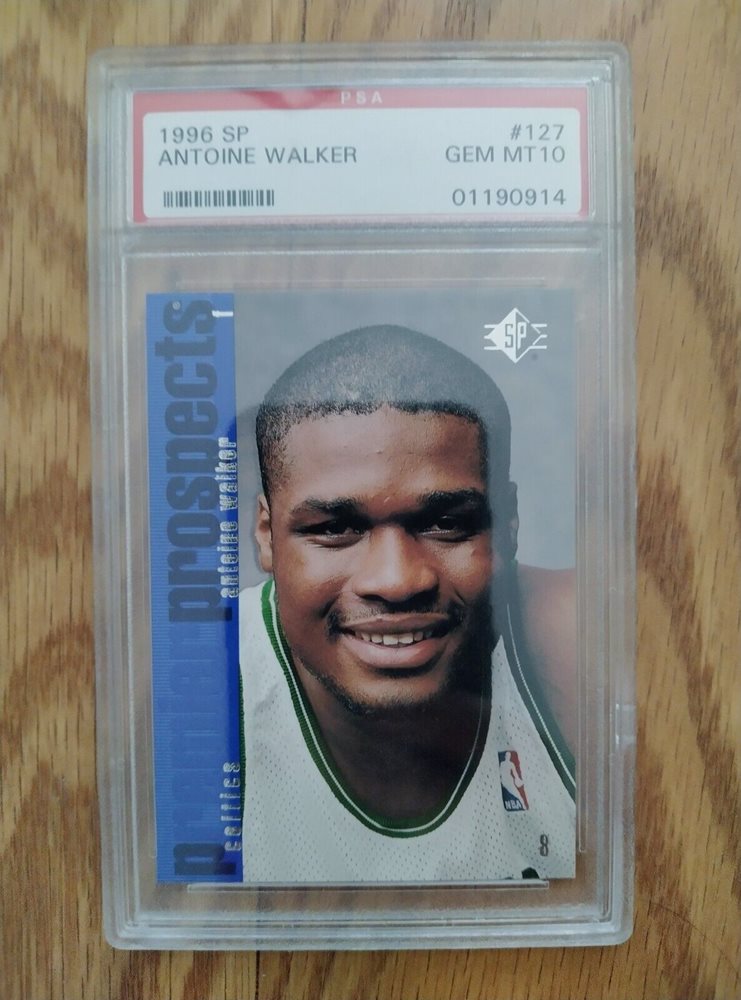 PSA
1996 SP #127
ANTOINE WALKER GEM MT10
01190914
SP
premier prospects
antoine walker
celtics
NBA
8